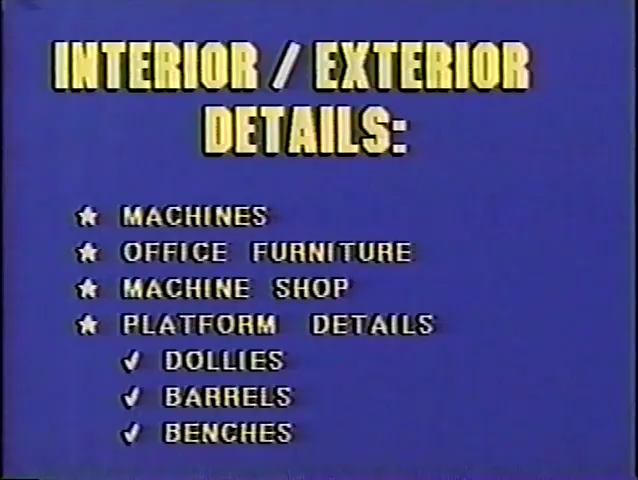 INTERIOR / EXTERIOR
DETAILS:
★ MACHINES
★ OFFICE FURNITURE
★ MACHINE SHOP
★ PLATFORM DETAILS
✓ DOLLIES
✓ BARRELS
✓ BENCHES